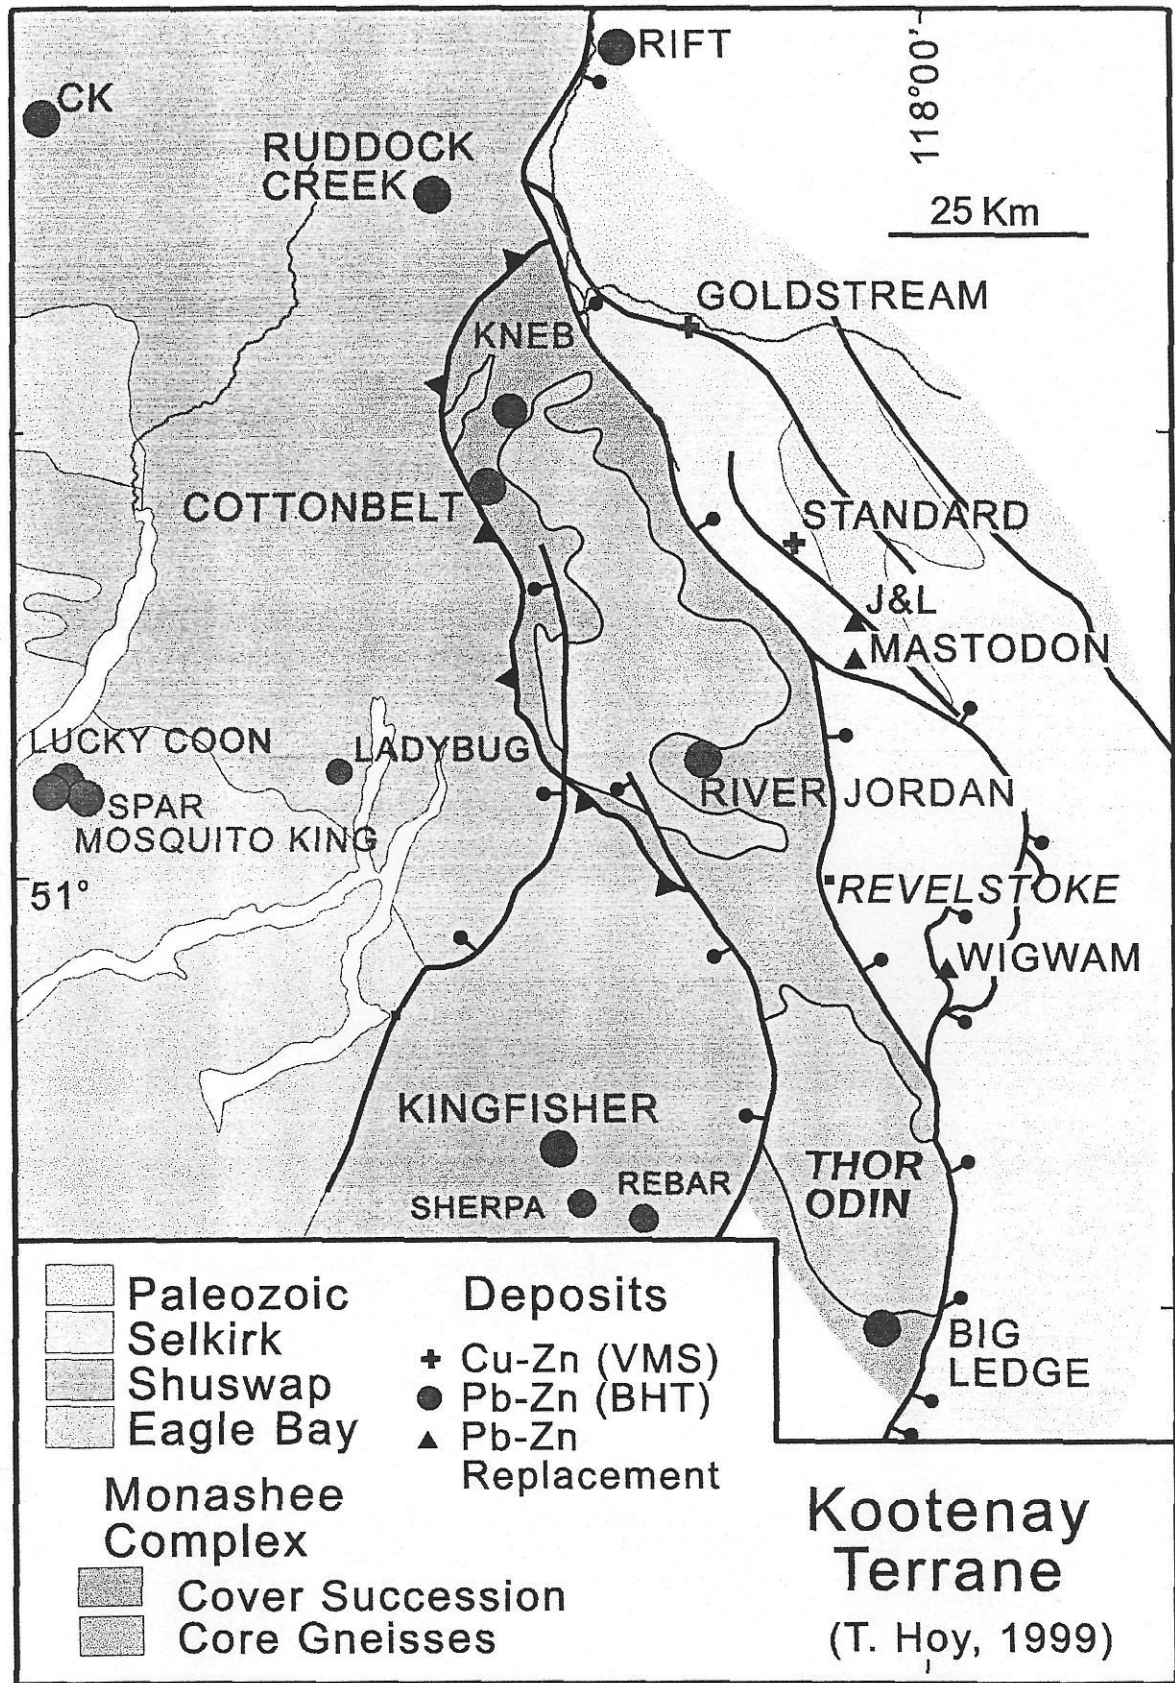 RIFT
118°00'
CK
RUDDOCK
CREEK
25 Km
GOLDSTREAM
KNEB
COTTONBELT
STANDARD
J&L
MASTODON
LUCKY COON
LADYBUG
SPAR
MOSQUITO KING
RIVER JORDAN
51°
REVELSTOKE
WIGWAM
KINGFISHER
THOR
ODIN
REBAR
SHERPA
BIG
LEDGE
Paleozoic
Selkirk
Shuswap
Eagle Bay
Monashee
Complex
Cover Succession
Core Gneisses
Deposits
Cu-Zn (VMS)
Pb-Zn (BHT)
Pb-Zn
Replacement
Kootenay
Terrane
(T. Hoy, 1999)